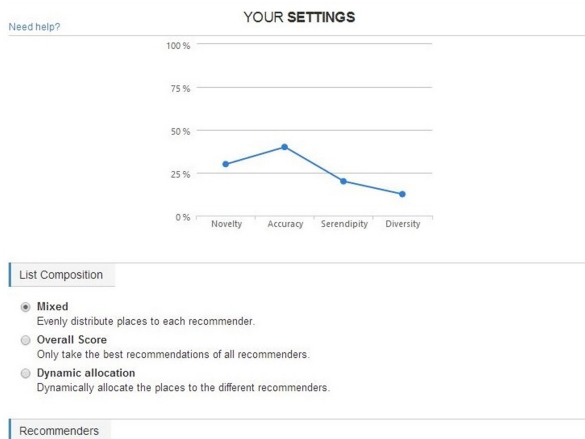 YOUR SETTINGS
Need help?
100 %
75 %
50 %
25 %
0 %
Novelty Accuracy Serendipity Diversity
List Composition
Mixed
Evenly distribute places to each recommender.
Overall Score
Only take the best recommendations of all recommenders.
Dynamic allocation
Dynamically allocate the places to the different recommenders.
Recommenders